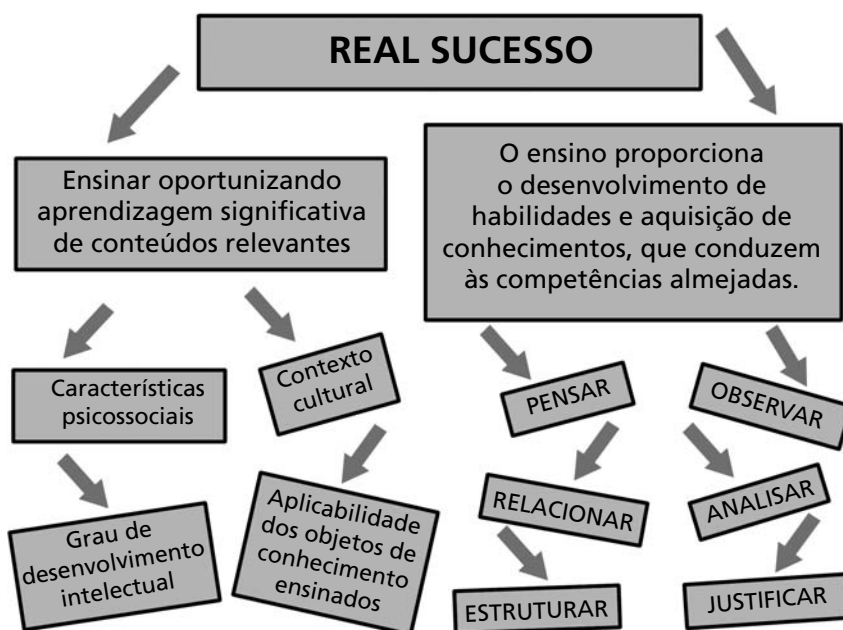 REAL SUCESSO
Ensinar oportunizando
aprendizagem significativa
de conteúdos relevantes
O ensino proporciona
o desenvolvimento de
habilidades e aquisição de
conhecimentos, que conduzem
às competências almejadas.
Características
psicossociais
Contexto
cultural
PENSAR
OBSERVAR
Grau de
desenvolvimento
intelectual
Aplicabilidade
dos objetos de
conhecimento
ensinados
RELACIONAR
ANALISAR
ESTRUTURAR
JUSTIFICAR